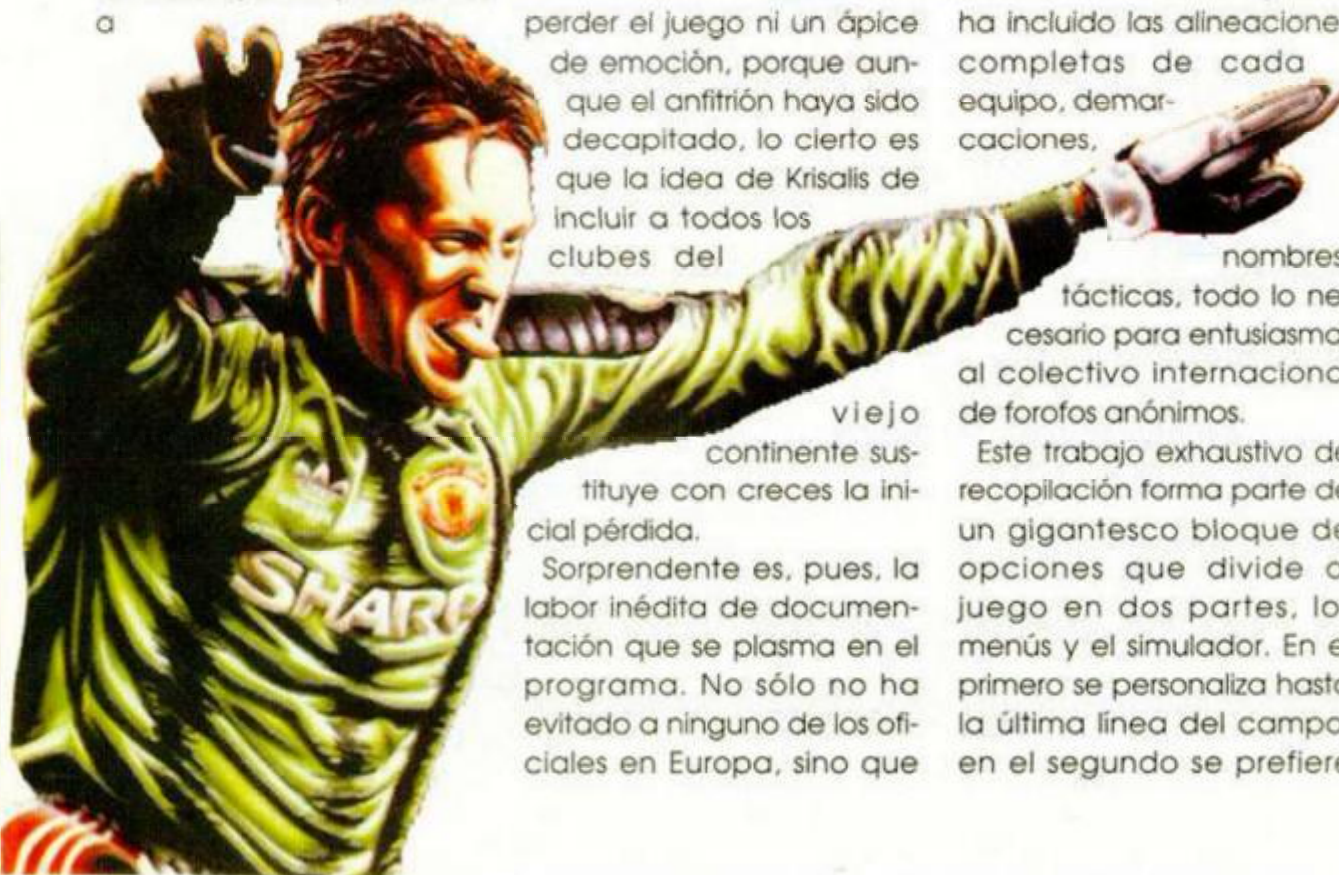 a
perder el juego ni un ápice
de emoción, porque aun-
que el anfitrión haya sido
decapitado, lo cierto es
que la idea de Krisalis de
incluir a todos los
clubes del
viejo
continente sus-
tituye con creces la ini-
cial pérdida.
Sorprendente es, pues, la
labor inédita de documen-
tación que se plasma en el
programa. No sólo no ha
evitado a ninguno de los ofi-
ciales en Europa, sino que
ha incluido las alineacione
completas de cada
equipo, demar-
caciones,
nombres
tácticas, todo lo ne
cesario para entusiasma
al colectivo internaciona
de forofos anónimos.
Este trabajo exhaustivo de
recopilación forma parte de
un gigantesco bloque de
opciones que divide a
juego en dos partes, lo
menús y el simulador. En e
primero se personaliza hasta
la última línea del campo
en el segundo se prefiere
SHARP